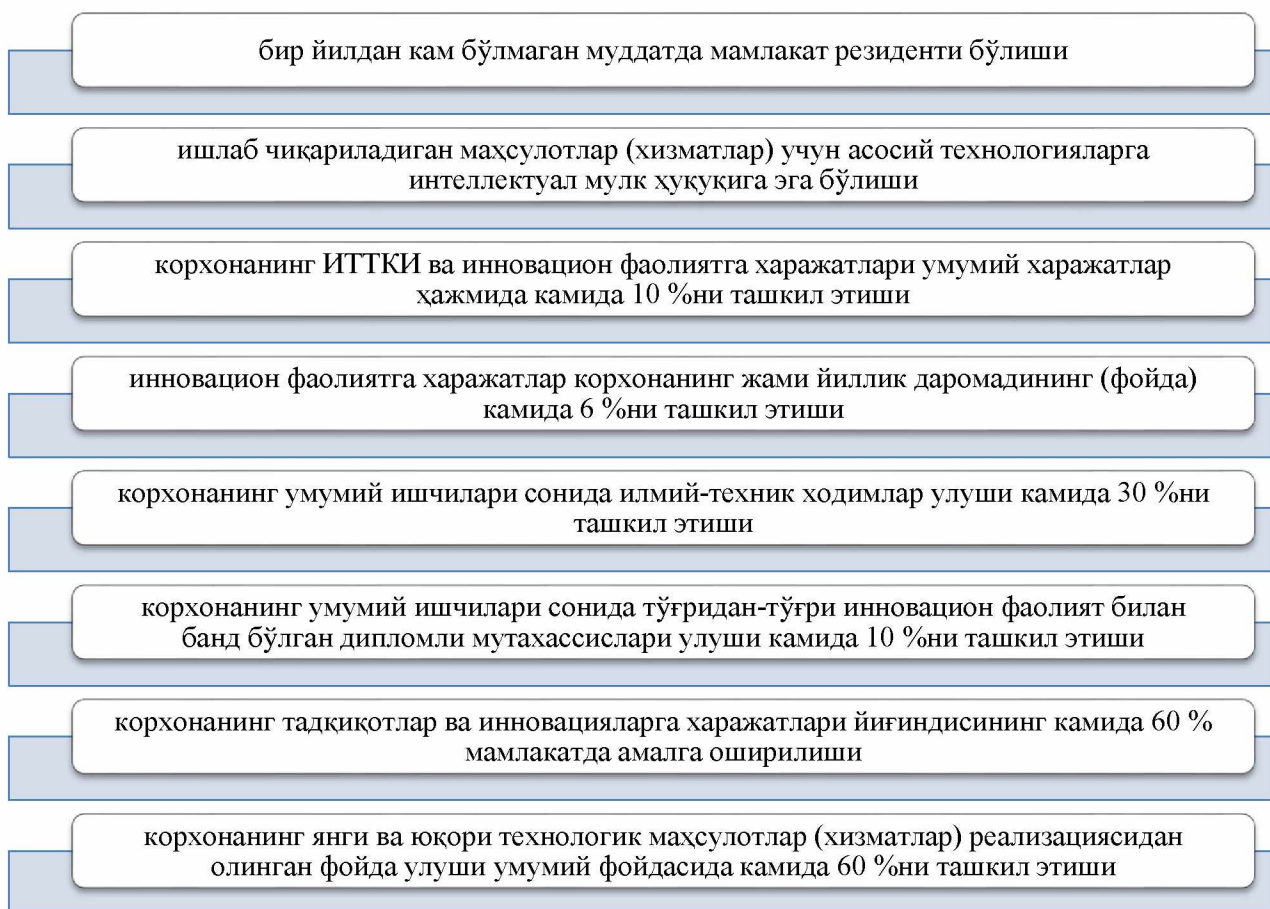 бир йилдан кам бўлмаган муддатда мамлакат резиденти бўлиши
ишлаб чиқариладиган маҳсулотлар (хизматлар) учун асосий технологияларга
интеллектуал мулк ҳуқуқига эга бўлиши
корхонанинг ИТТКИ ва инновацион фаолиятга харажатлари умумий харажатлар
ҳажмида камида 10 %ни ташкил этиши
инновацион фаолиятга харажатлар корхонанинг жами йиллик даромадининг (фойда)
камида 6 %ни ташкил этиши
корхонанинг умумий ишчилари сонида илмий-техник ходимлар улуши камида 30 %ни
ташкил этиши
корхонанинг умумий ишчилари сонида тўғридан-тўғри инновацион фаолият билан
банд бўлган дипломли мутахассислари улуши камида 10 %ни ташкил этиши
корхонанинг тадқиқотлар ва инновацияларга харажатлари йиғиндисининг камида 60 %
мамлакатда амалга оширилиши
корхонанинг янги ва юқори технологик маҳсулотлар (хизматлар) реализациясидан
олинган фойда улуши умумий фойдасида камида 60 %ни ташкил этиши